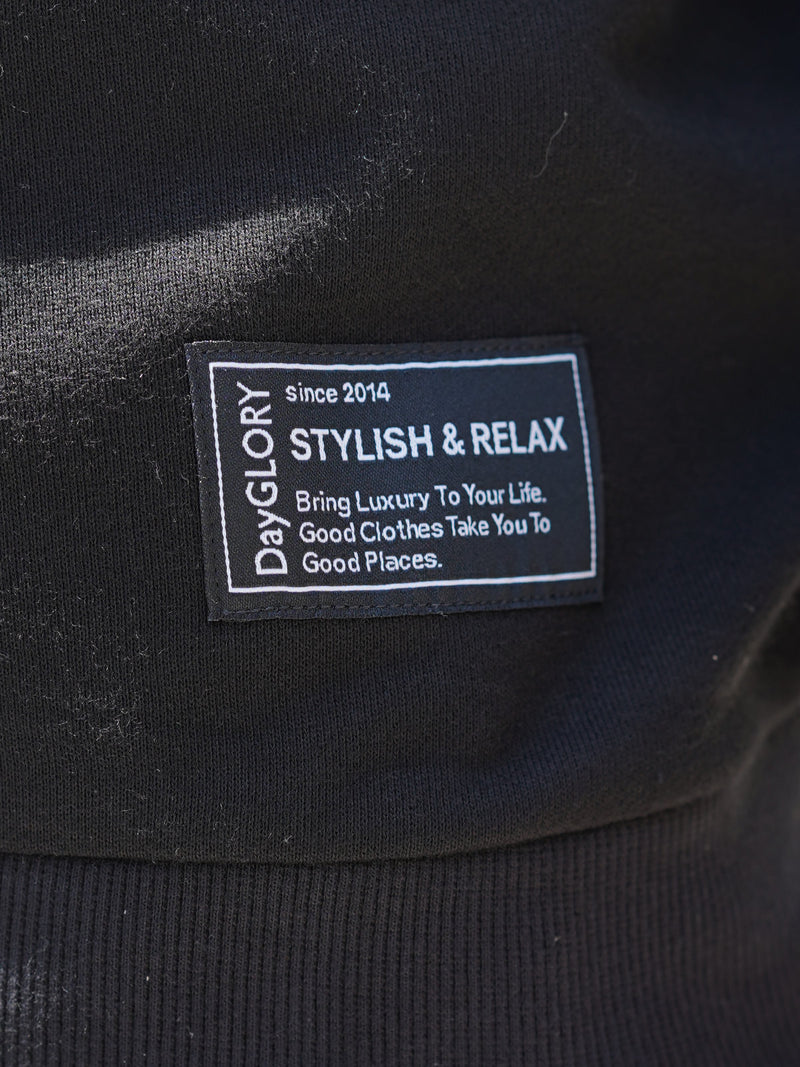 DayGLORY
since 2014
STYLISH & RELAX
Bring Luxury To Your Life.
Good Clothes Take You To
Good Places.